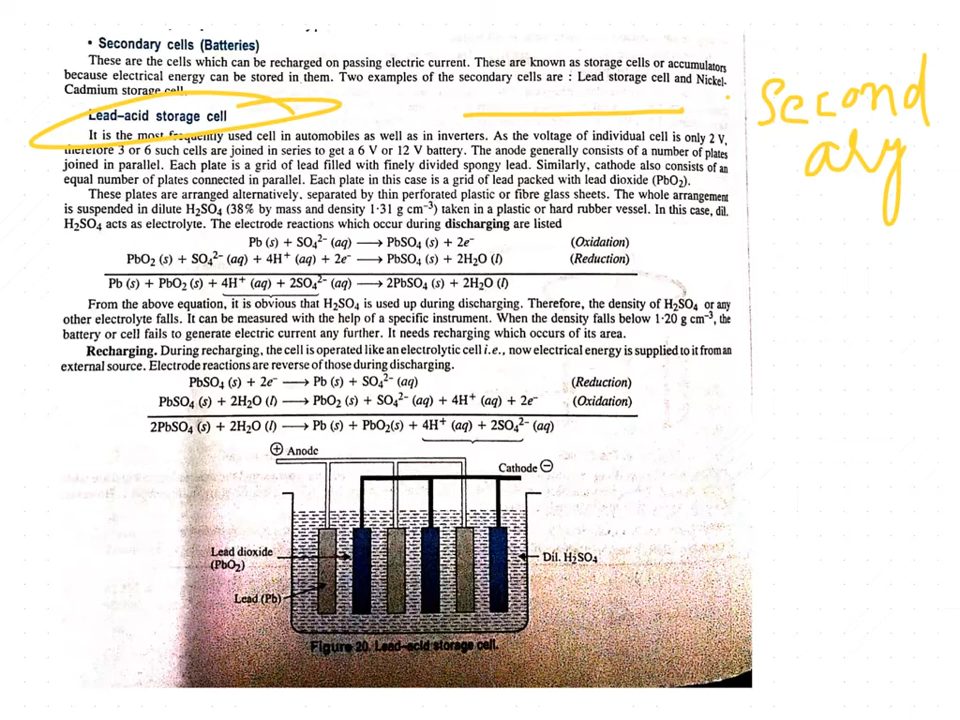 • Secondary cells (Batteries)
These are the cells which can be recharged on passing electric current. These are known as storage cells or accumulators
because electrical energy can be stored in them. Two examples of the secondary cells are : Lead storage cell and Nickel-
Cadmium storage cell.
Lead–acid storage cell
It is the most frequently used cell in automobiles as well as in inverters. As the voltage of individual cell is only 2 V,
therefore 3 or 6 such cells are joined in series to get a 6 V or 12 V battery. The anode generally consists of a number of plates
joined in parallel. Each plate is a grid of lead filled with finely divided spongy lead. Similarly, cathode also consists of an
equal number of plates connected in parallel. Each plate in this case is a grid of lead packed with lead dioxide (PbO₂).
These plates are arranged alternatively, separated by thin perforated plastic or fibre glass sheets. The whole arrangement
is suspended in dilute H₂SO₄ (38% by mass and density 1·31 g cm⁻³) taken in a plastic or hard rubber vessel. In this case, dil.
H₂SO₄ acts as electrolyte. The electrode reactions which occur during discharging are listed
Pb (s) + SO₄²⁻ (aq) ⟶ PbSO₄ (s) + 2e⁻ (Oxidation)
PbO₂ (s) + SO₄²⁻ (aq) + 4H⁺ (aq) + 2e⁻ ⟶ PbSO₄ (s) + 2H₂O (l) (Reduction)
Pb (s) + PbO₂ (s) + 4H⁺ (aq) + 2SO₄²⁻ (aq) ⟶ 2PbSO₄ (s) + 2H₂O (l)
From the above equation, it is obvious that H₂SO₄ is used up during discharging. Therefore, the density of H₂SO₄ or any
other electrolyte falls. It can be measured with the help of a specific instrument. When the density falls below 1·20 g cm⁻³, the
battery or cell fails to generate electric current any further. It needs recharging which occurs of its area.
Recharging. During recharging, the cell is operated like an electrolytic cell i.e., now electrical energy is supplied to it from an
external source. Electrode reactions are reverse of those during discharging.
PbSO₄ (s) + 2e⁻ ⟶ Pb (s) + SO₄²⁻ (aq) (Reduction)
PbSO₄ (s) + 2H₂O (l) ⟶ PbO₂ (s) + SO₄²⁻ (aq) + 4H⁺ (aq) + 2e⁻ (Oxidation)
2PbSO₄ (s) + 2H₂O (l) ⟶ Pb (s) + PbO₂(s) + 4H⁺ (aq) + 2SO₄²⁻ (aq)
⊕ Anode
Cathode ⊖
Lead dioxide
(PbO₂)
Dil. H₂SO₄
Lead (Pb)
Figure 20. Lead–acid storage cell.
Second
ary